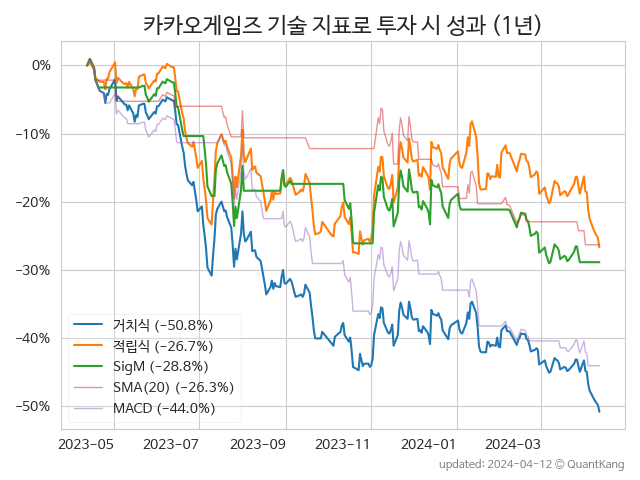 카카오게임즈 기술 지표로 투자 시 성과 (1년)
0%
−10%
−20%
−30%
−40%
−50%
거치식 (−50.8%)
적립식 (−26.7%)
SigM (−28.8%)
SMA(20) (−26.3%)
MACD (−44.0%)
2023-05 2023-07 2023-09 2023-11 2024-01 2024-03
updated: 2024-04-12 © QuantKang